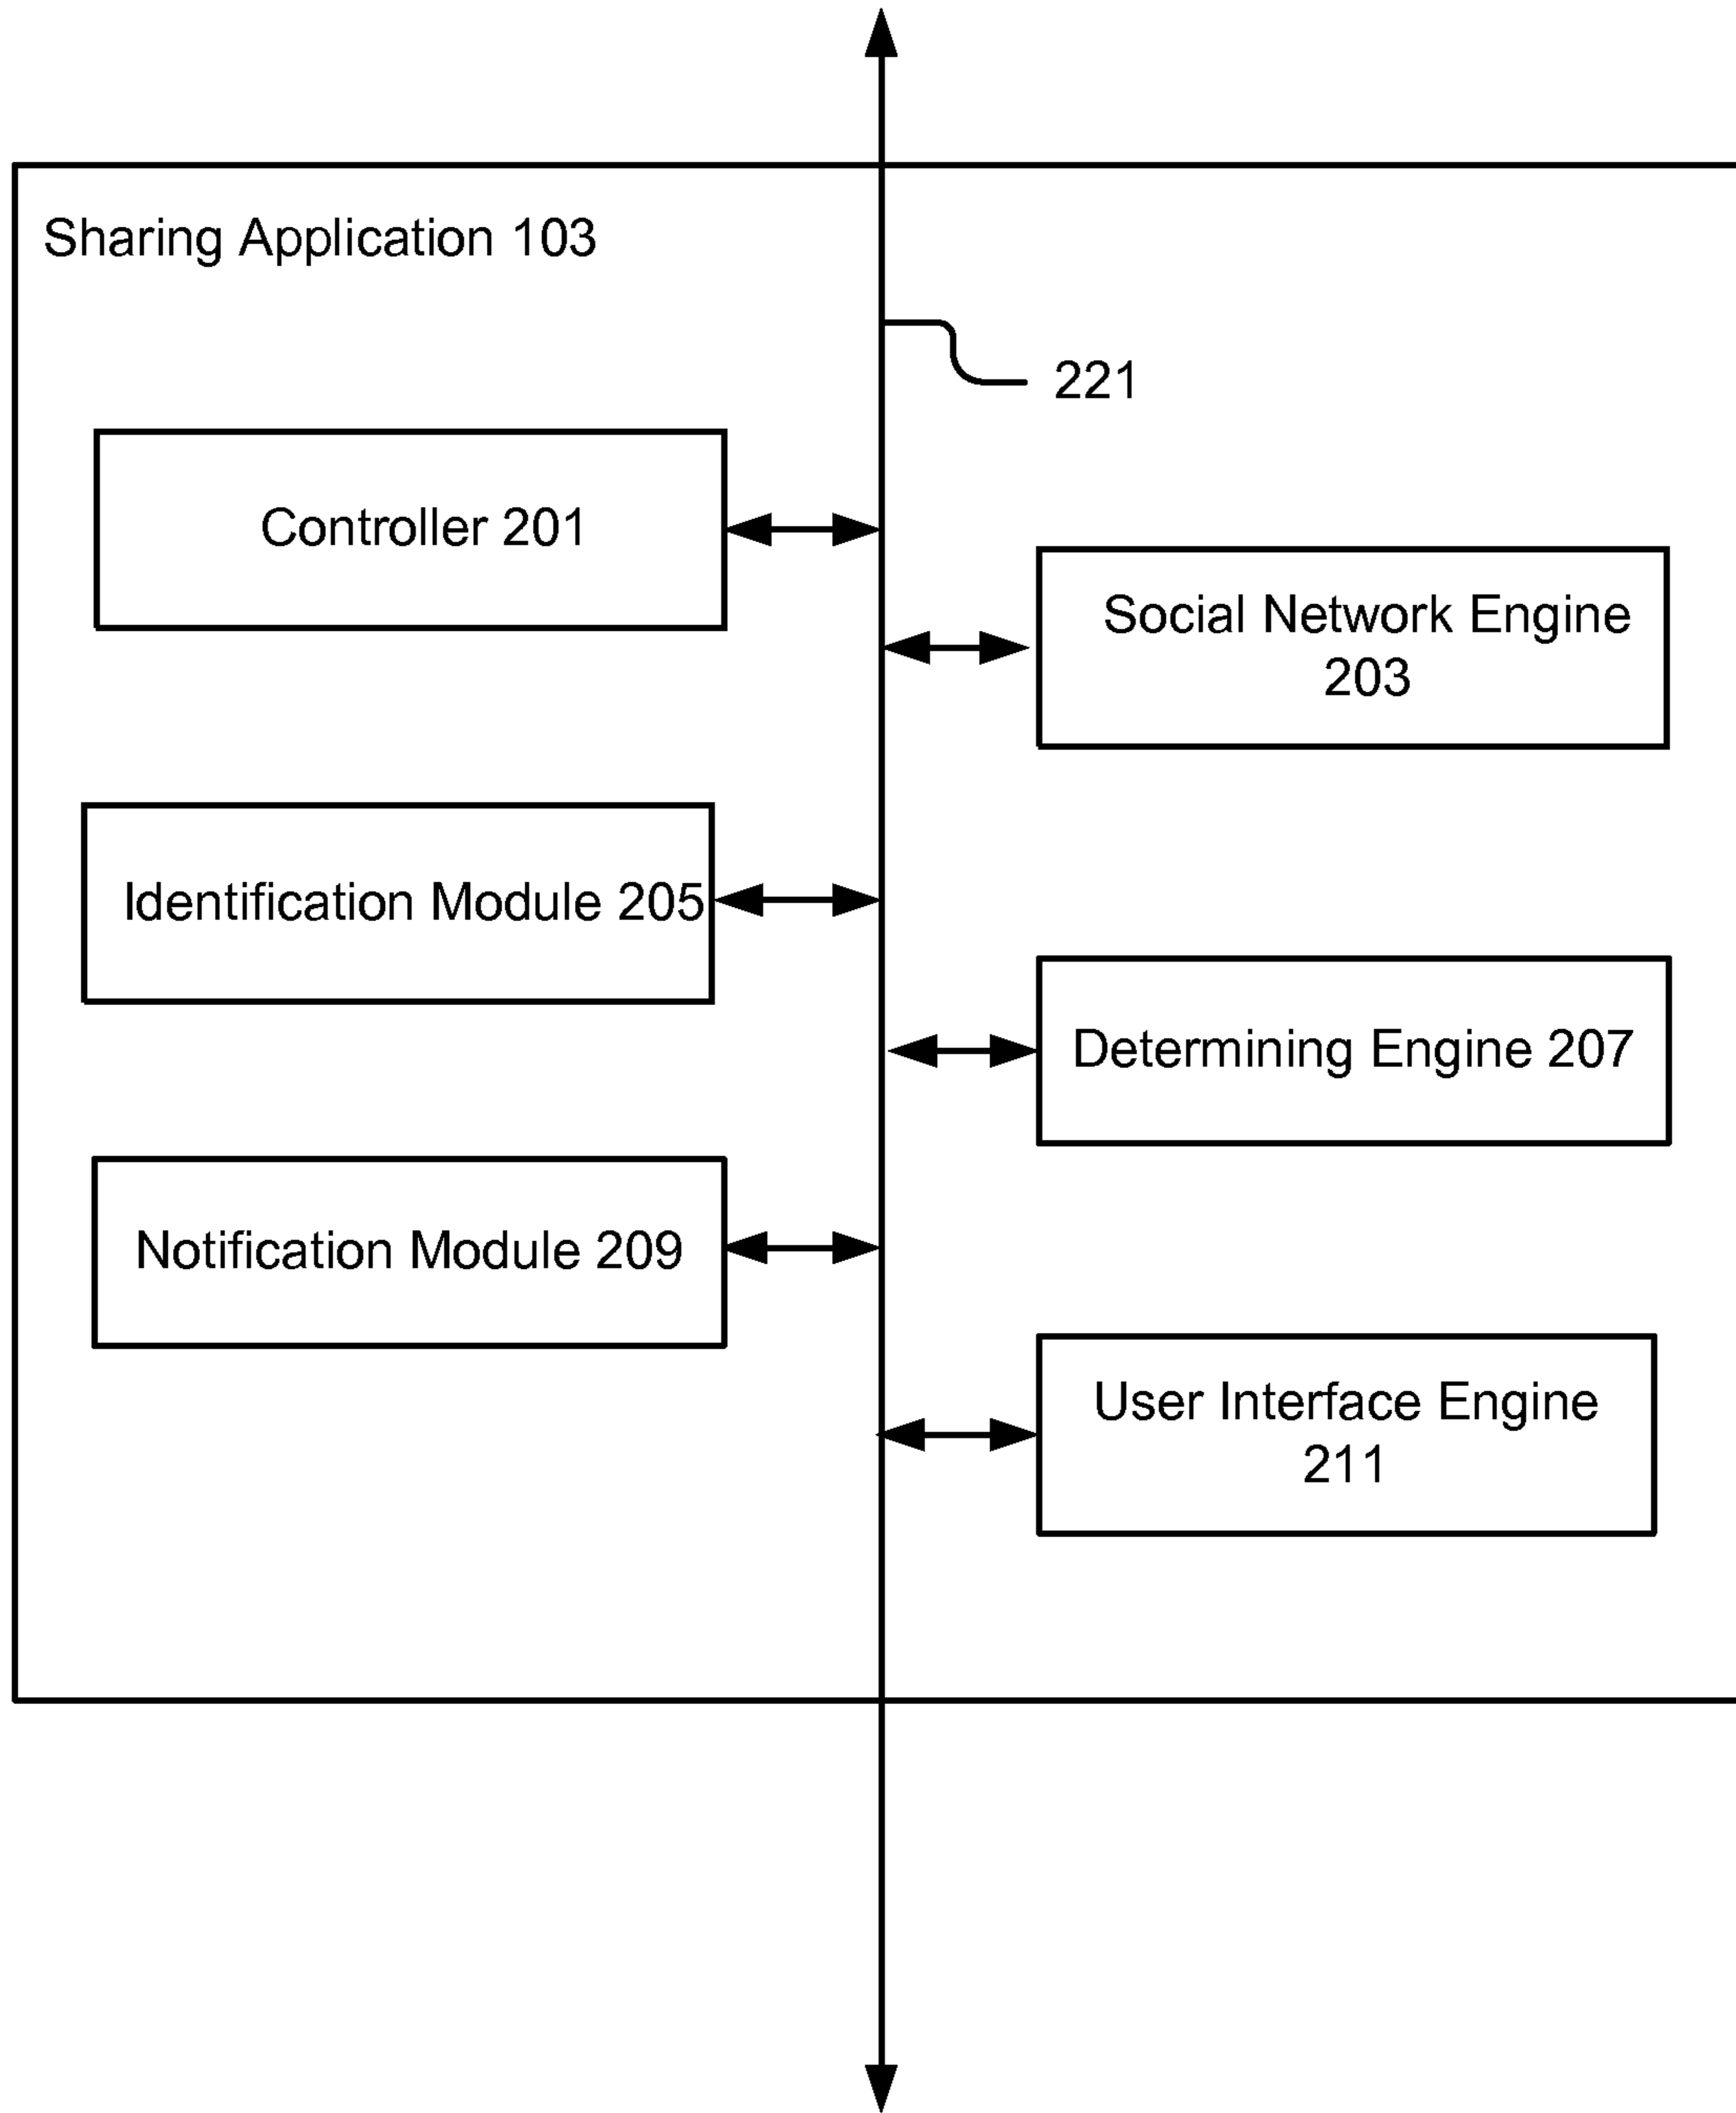 Sharing Application 103
221
Controller 201
Social Network Engine
203
Identification Module 205
Determining Engine 207
Notification Module 209
User Interface Engine
211